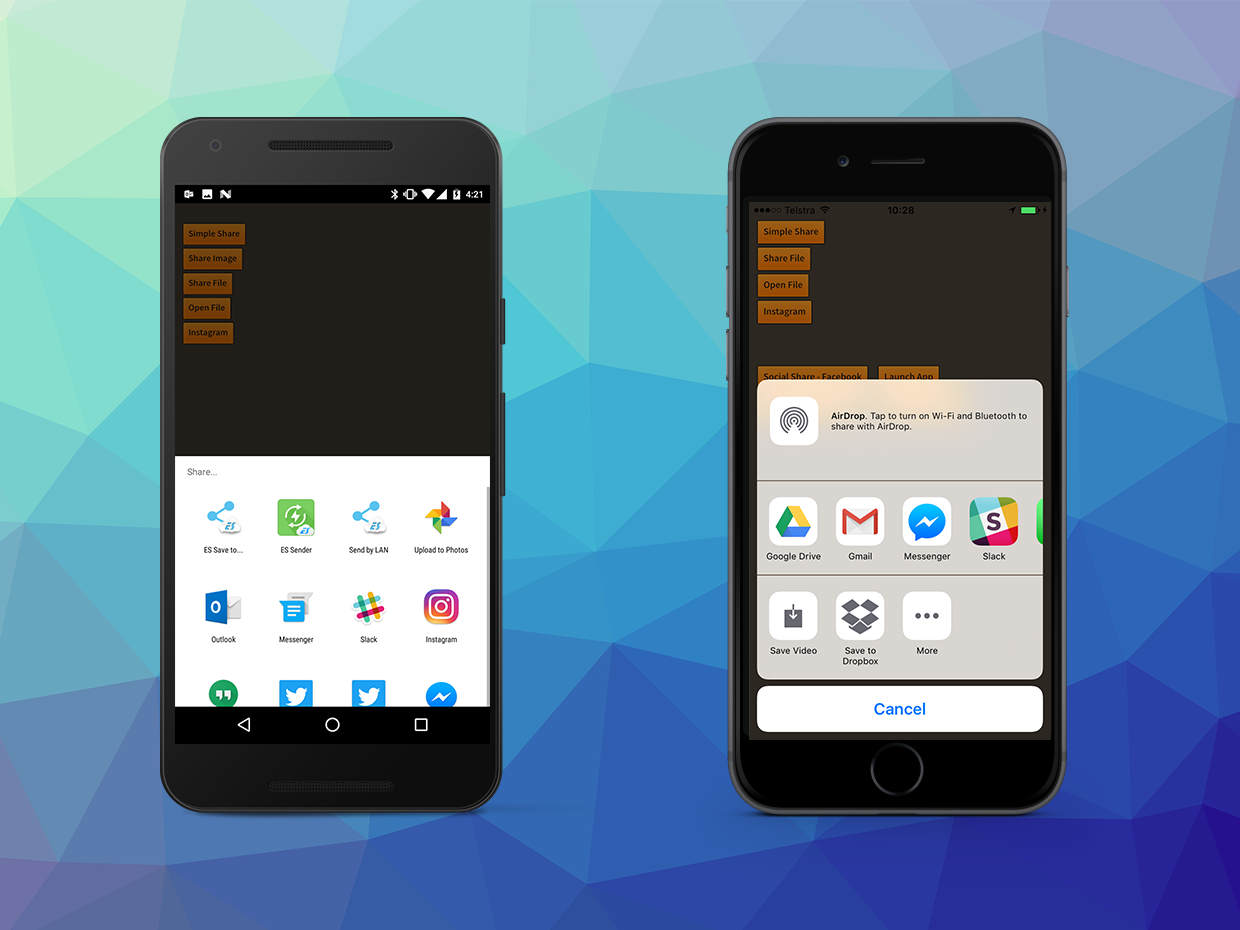 4:21
Simple Share
Share Image
Share File
Open File
Instagram
Share...
ES
ES Save to...
ES
ES Sender
ES
Send by LAN
Upload to Photos
O
Outlook
Messenger
Slack
Instagram
Telstra
10:28
Simple Share
Share File
Open File
Instagram
Social Share - Facebook
Launch App
AirDrop. Tap to turn on Wi-Fi and Bluetooth to
share with AirDrop.
Google Drive
Gmail
Messenger
S
Slack
Save Video
Save to
Dropbox
More
Cancel